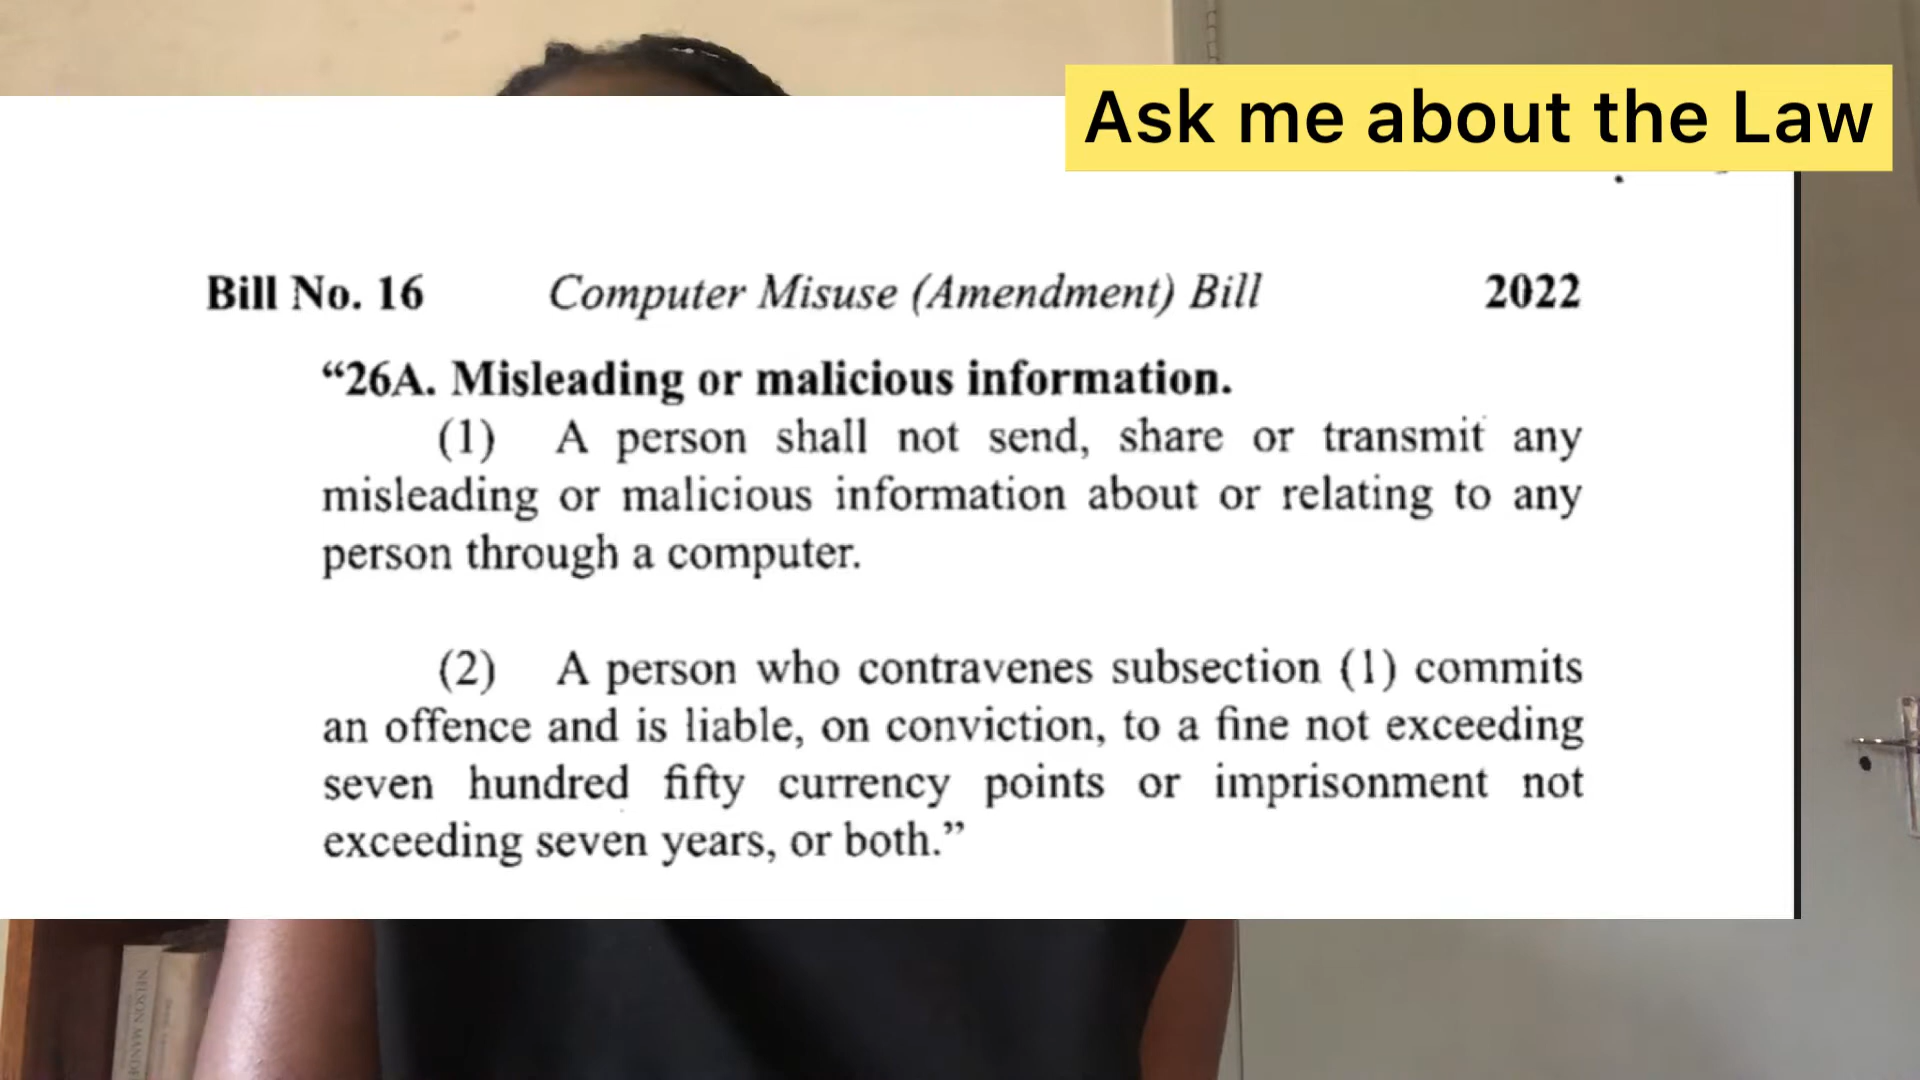 Ask me about the Law
Bill No. 16 Computer Misuse (Amendment) Bill 2022
“26A. Misleading or malicious information.
(1) A person shall not send, share or transmit any
misleading or malicious information about or relating to any
person through a computer.
(2) A person who contravenes subsection (1) commits
an offence and is liable, on conviction, to a fine not exceeding
seven hundred fifty currency points or imprisonment not
exceeding seven years, or both.”
NELSON